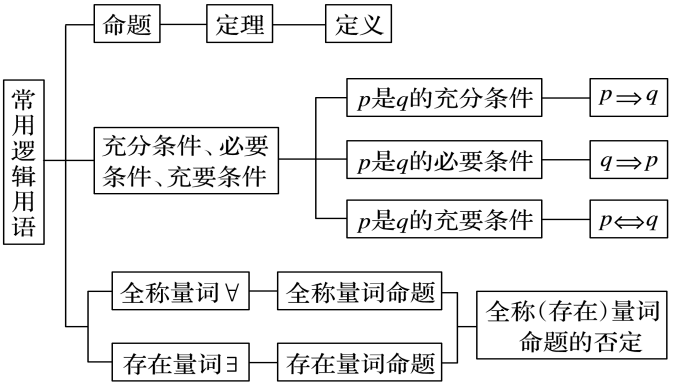 常用逻辑用语
命题
定理
定义
充分条件、必要
条件、充要条件
p是q的充分条件
p⇒q
p是q的必要条件
q⇒p
p是q的充要条件
p⇔q
全称量词∀
全称量词命题
存在量词∃
存在量词命题
全称(存在)量词
命题的否定